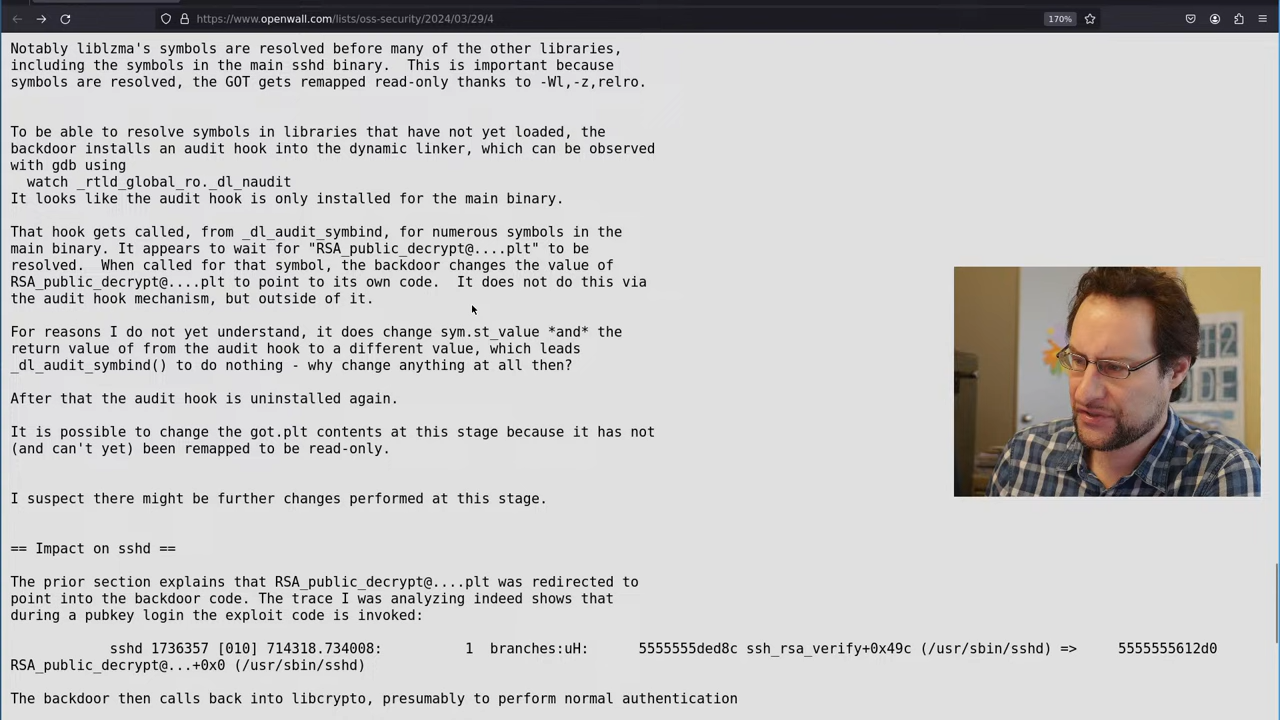 https://www.openwall.com/lists/oss-security/2024/03/29/4
170%
Notably liblzma's symbols are resolved before many of the other libraries,
including the symbols in the main sshd binary.  This is important because
symbols are resolved, the GOT gets remapped read-only thanks to -Wl,-z,relro.
To be able to resolve symbols in libraries that have not yet loaded, the
backdoor installs an audit hook into the dynamic linker, which can be observed
with gdb using
watch _rtld_global_ro._dl_naudit
It looks like the audit hook is only installed for the main binary.
That hook gets called, from _dl_audit_symbind, for numerous symbols in the
main binary. It appears to wait for "RSA_public_decrypt@....plt" to be
resolved.  When called for that symbol, the backdoor changes the value of
RSA_public_decrypt@....plt to point to its own code.  It does not do this via
the audit hook mechanism, but outside of it.
For reasons I do not yet understand, it does change sym.st_value *and* the
return value of from the audit hook to a different value, which leads
_dl_audit_symbind() to do nothing - why change anything at all then?
After that the audit hook is uninstalled again.
It is possible to change the got.plt contents at this stage because it has not
(and can't yet) been remapped to be read-only.
I suspect there might be further changes performed at this stage.
== Impact on sshd ==
The prior section explains that RSA_public_decrypt@....plt was redirected to
point into the backdoor code. The trace I was analyzing indeed shows that
during a pubkey login the exploit code is invoked:
sshd 1736357 [010] 714318.734008:          1  branches:uH:      5555555ded8c ssh_rsa_verify+0x49c (/usr/sbin/sshd) =>     5555555612d0
RSA_public_decrypt@...+0x0 (/usr/sbin/sshd)
The backdoor then calls back into libcrypto, presumably to perform normal authentication